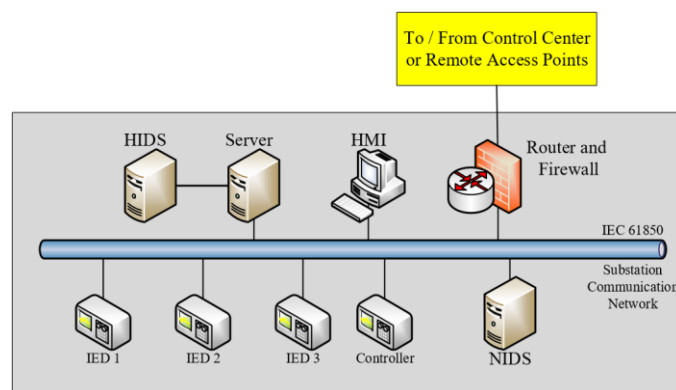 To / From Control Center
or Remote Access Points
HIDS
Server
HMI
Router and
Firewall
IEC 61850
Substation
Communication
Network
IED 1
IED 2
IED 3
Controller
NIDS